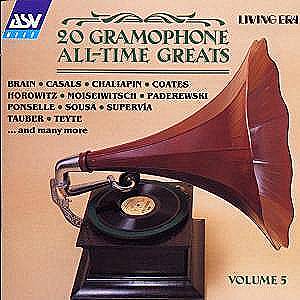 ASV
LIVING ERA
20 GRAMOPHONE
ALL-TIME GREATS
BRAIN • CASALS • CHALIAPIN • COATES
HOROWITZ • MOISEIWITSCH • PADEREWSKI
PONSELLE • SOUSA • SUPERVÍA
TAUBER • TEYTE
... and many more
VOLUME 5